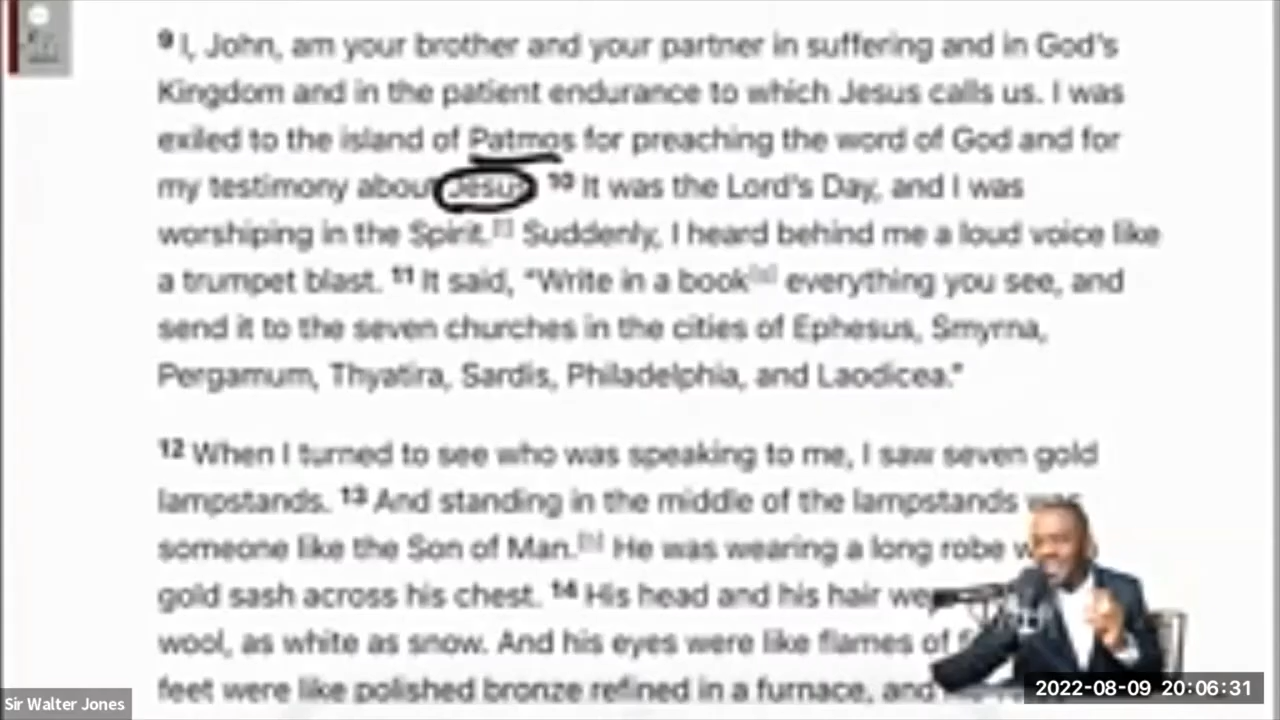 9 I, John, am your brother and your partner in suffering and in God's
Kingdom and in the patient endurance to which Jesus calls us. I was
exiled to the island of Patmos for preaching the word of God and for
my testimony about Jesus 10 It was the Lord's Day, and I was
worshiping in the Spirit. Suddenly, I heard behind me a loud voice like
a trumpet blast. 11 It said, “Write in a book everything you see, and
send it to the seven churches in the cities of Ephesus, Smyrna,
Pergamum, Thyatira, Sardis, Philadelphia, and Laodicea.”
12 When I turned to see who was speaking to me, I saw seven gold
lampstands. 13 And standing in the middle of the lampstands was
someone like the Son of Man. He was wearing a long robe
gold sash across his chest. 14 His head and his hair
wool, as white as snow. And his eyes were like flames of
feet were like polished bronze refined in a furnace, and
Sir Walter Jones
2022-08-09 20:06:31